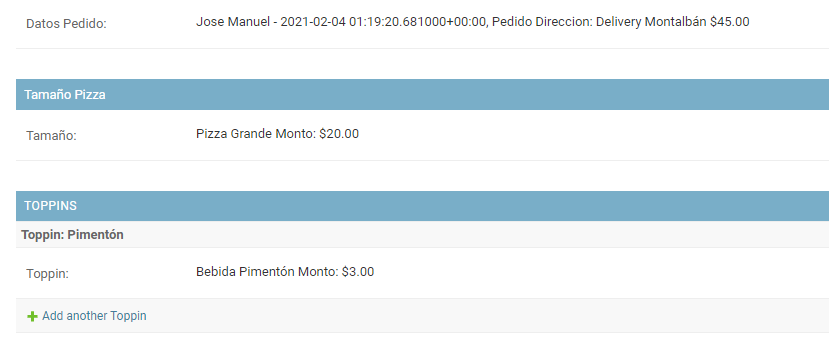 Datos Pedido: Jose Manuel - 2021-02-04 01:19:20.681000+00:00, Pedido Direccion: Delivery Montalbán $45.00
Tamaño Pizza
Tamaño: Pizza Grande Monto: $20.00
TOPPINS
Toppin: Pimentón
Toppin: Bebida Pimentón Monto: $3.00
Add another Toppin